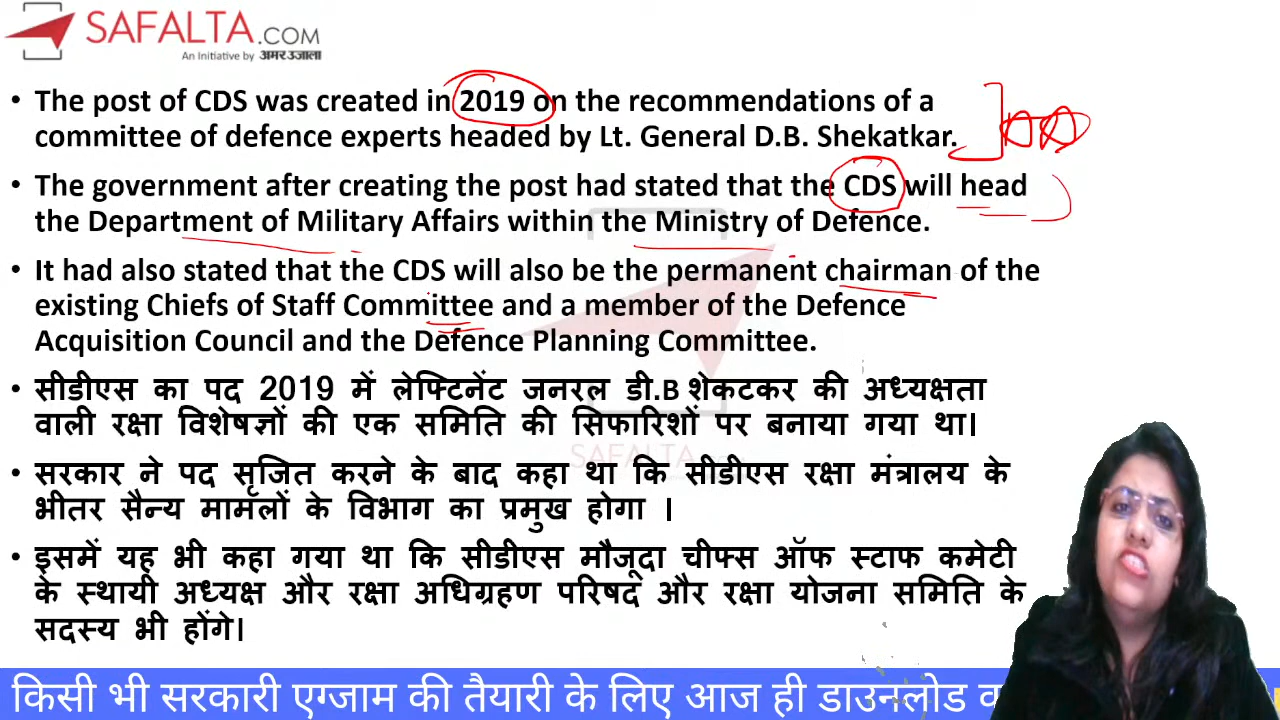 SAFALTA.COM
An Initiative by अमर उजाला
• The post of CDS was created in 2019 on the recommendations of a
committee of defence experts headed by Lt. General D.B. Shekatkar.
• The government after creating the post had stated that the CDS will head
the Department of Military Affairs within the Ministry of Defence.
• It had also stated that the CDS will also be the permanent chairman of the
existing Chiefs of Staff Committee and a member of the Defence
Acquisition Council and the Defence Planning Committee.
• सीडीएस का पद 2019 में लेफ्टिनेंट जनरल डी.B शेकटकर की अध्यक्षता
वाली रक्षा विशेषज्ञों की एक समिति की सिफारिशों पर बनाया गया था।
SAFALTA
• सरकार ने पद सृजित करने के बाद कहा था कि सीडीएस रक्षा मंत्रालय के
भीतर सैन्य मामलों के विभाग का प्रमुख होगा ।
• इसमें यह भी कहा गया था कि सीडीएस मौजूदा चीफ्स ऑफ स्टाफ कमेटी
के स्थायी अध्यक्ष और रक्षा अधिग्रहण परिषद और रक्षा योजना समिति के
सदस्य भी होंगे।
किसी भी सरकारी एग्जाम की तैयारी के लिए आज ही डाउनलोड